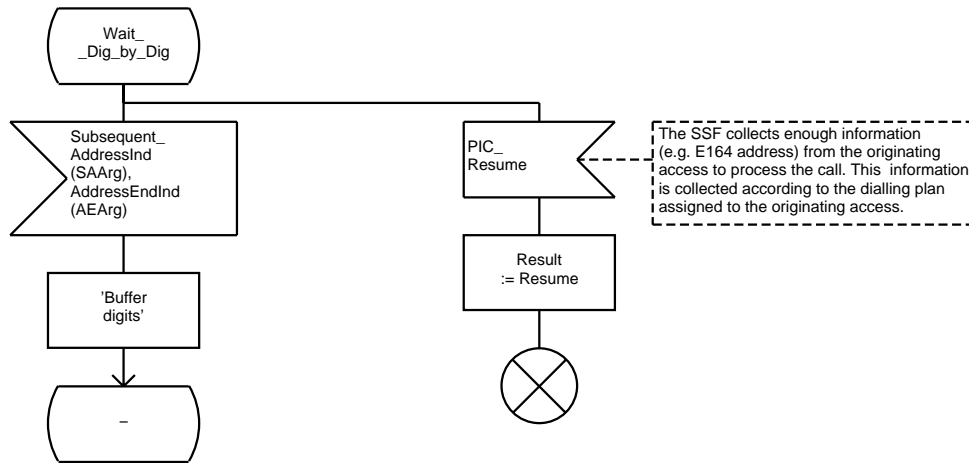 Wait_
_Dig_by_Dig
Subsequent_
AddressInd
(SAArg),
AddressEndInd
(AEArg)
'Buffer
digits'
–
PIC_
Resume
The SSF collects enough information
(e.g. E164 address) from the originating
access to process the call. This  information
is collected according to the dialling plan
assigned to the originating access.
Result
:= Resume